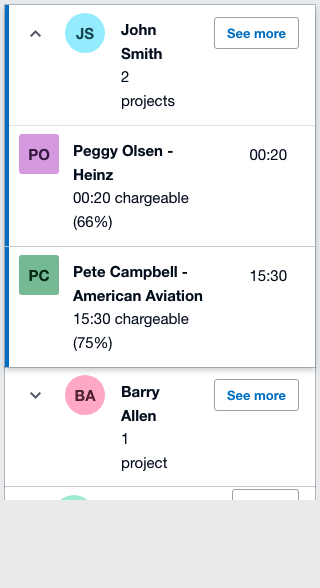 JS
John
Smith
See more
2
projects
PO
Peggy Olsen -
Heinz
00:20
00:20 chargeable
(66%)
PC
Pete Campbell -
American Aviation
15:30
15:30 chargeable
(75%)
BA
Barry
Allen
See more
1
project